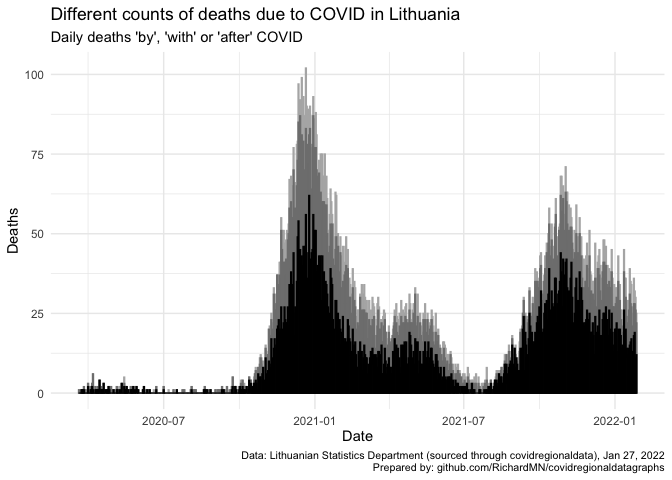 Different counts of deaths due to COVID in Lithuania
Daily deaths 'by', 'with' or 'after' COVID
100
75
50
25
0
Deaths
2020-07
2021-01
2021-07
2022-01
Date
Data: Lithuanian Statistics Department (sourced through covidregionaldata), Jan 27, 2022
Prepared by: github.com/RichardMN/covidregionaldatagraphs